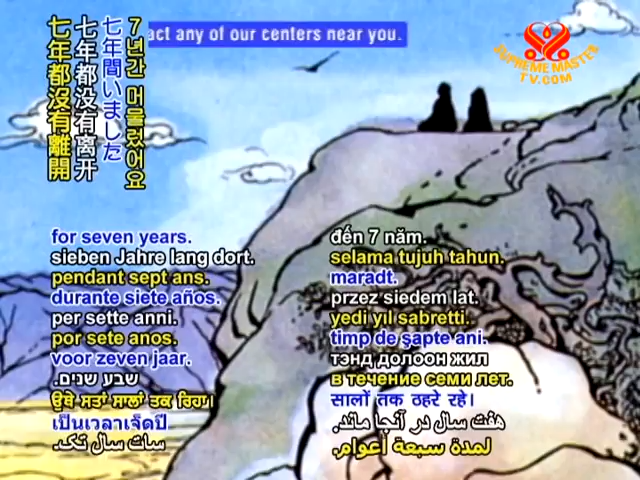 act any of our centers near you.
SUPREME MASTER
TV.COM
7년간 머물렀어요
七年間いました
七年都没有离开
七年都沒有離開
for seven years.
sieben Jahre lang dort.
pendant sept ans.
durante siete años.
per sette anni.
por sete anos.
voor zeven jaar.
שבע שנים.
ਉਥੇ ਸਤਾਂ ਸਾਲਾਂ ਤਕ ਰਿਹਾ।
เป็นเวลาเจ็ดปี
سات سال تک.
đến 7 năm.
selama tujuh tahun.
maradt.
przez siedem lat.
yedi yıl sabretti.
timp de şapte ani.
тэнд долоон жил
в течение семи лет.
सालों तक ठहरे रहे।
هفت سال در آنجا ماند.
لمدة سبعة أعوام.